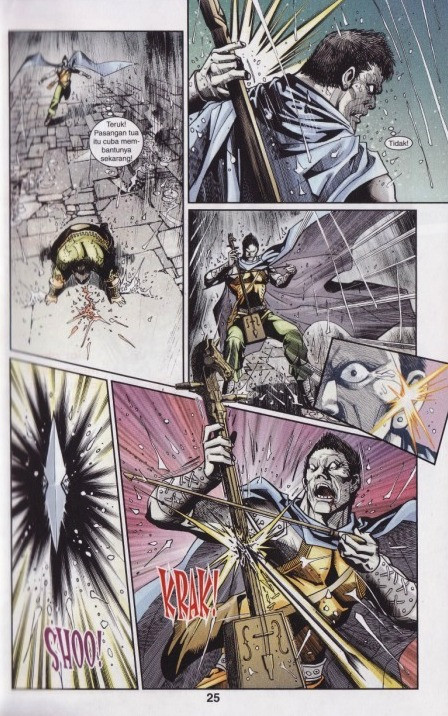 Teruk!
Pasangan tua
itu cuba mem-
bantunya
sekarang!
Tidak!
SHOO!
KRAK!
25